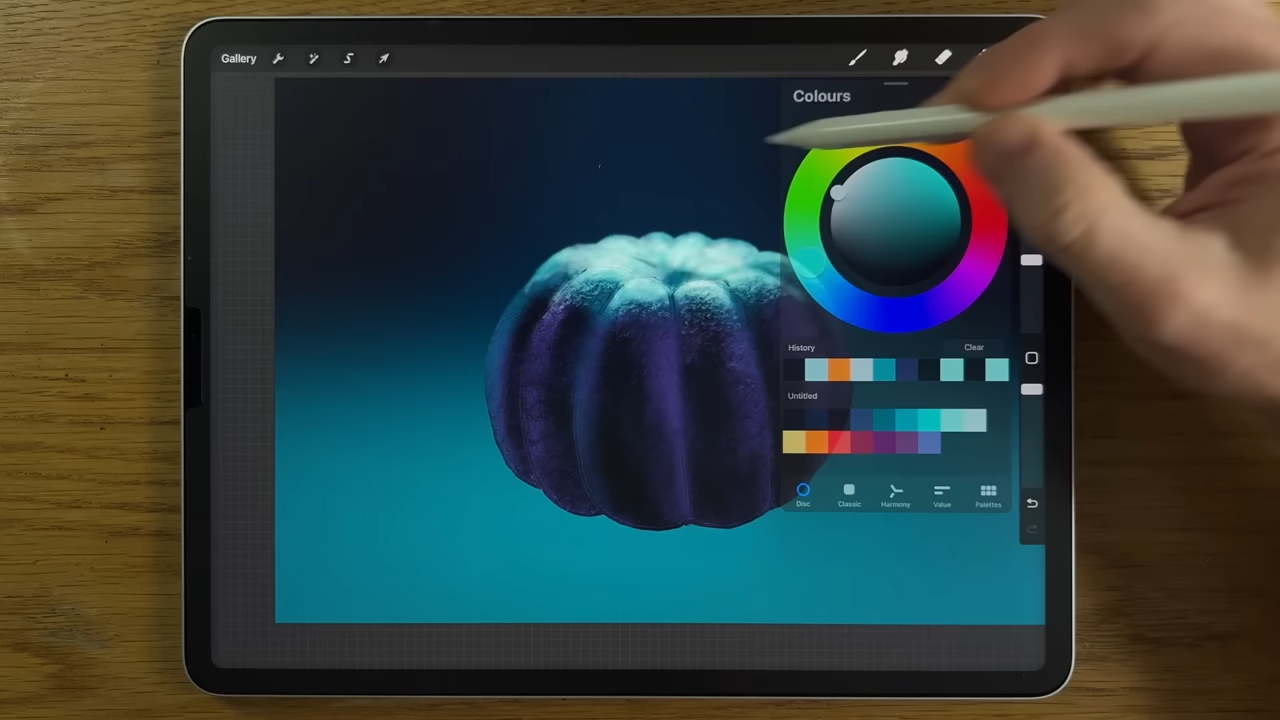 Gallery
Colours
History
Clear
Untitled
Disc
Classic
Harmony
Value
Palettes